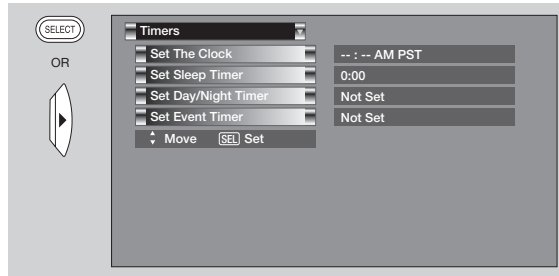 SELECT
OR
Timers
Set The Clock -- : -- AM PST
Set Sleep Timer 0:00
Set Day/Night Timer Not Set
Set Event Timer Not Set
Move SEL Set